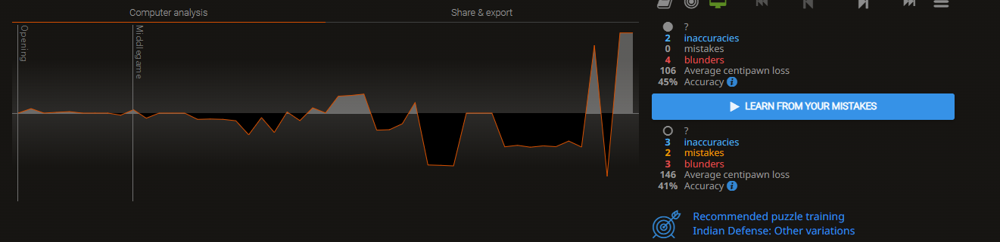 Computer analysis
Share & export
Opening
Middlegame
?
2 inaccuracies
0 mistakes
4 blunders
106 Average centipawn loss
45% Accuracy
LEARN FROM YOUR MISTAKES
?
3 inaccuracies
2 mistakes
3 blunders
146 Average centipawn loss
41% Accuracy
Recommended puzzle training
Indian Defense: Other variations